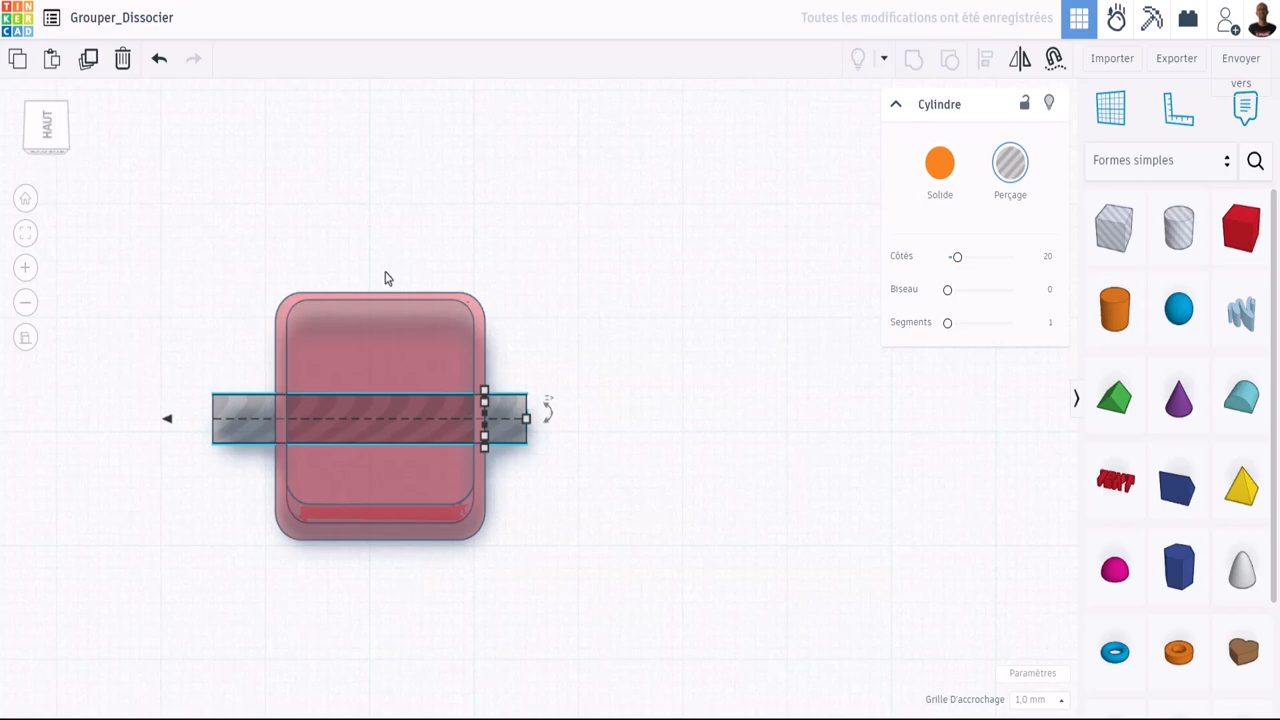 TIN
KER
CAD
Grouper_Dissocier
Toutes les modifications ont été enregistrées
Importer
Exporter
Envoyer
vers
HAUT
Cylindre
Solide
Perçage
Côtés
20
Biseau
0
Segments
1
Formes simples
TEXT
Paramètres
Grille D'accrochage
1,0 mm